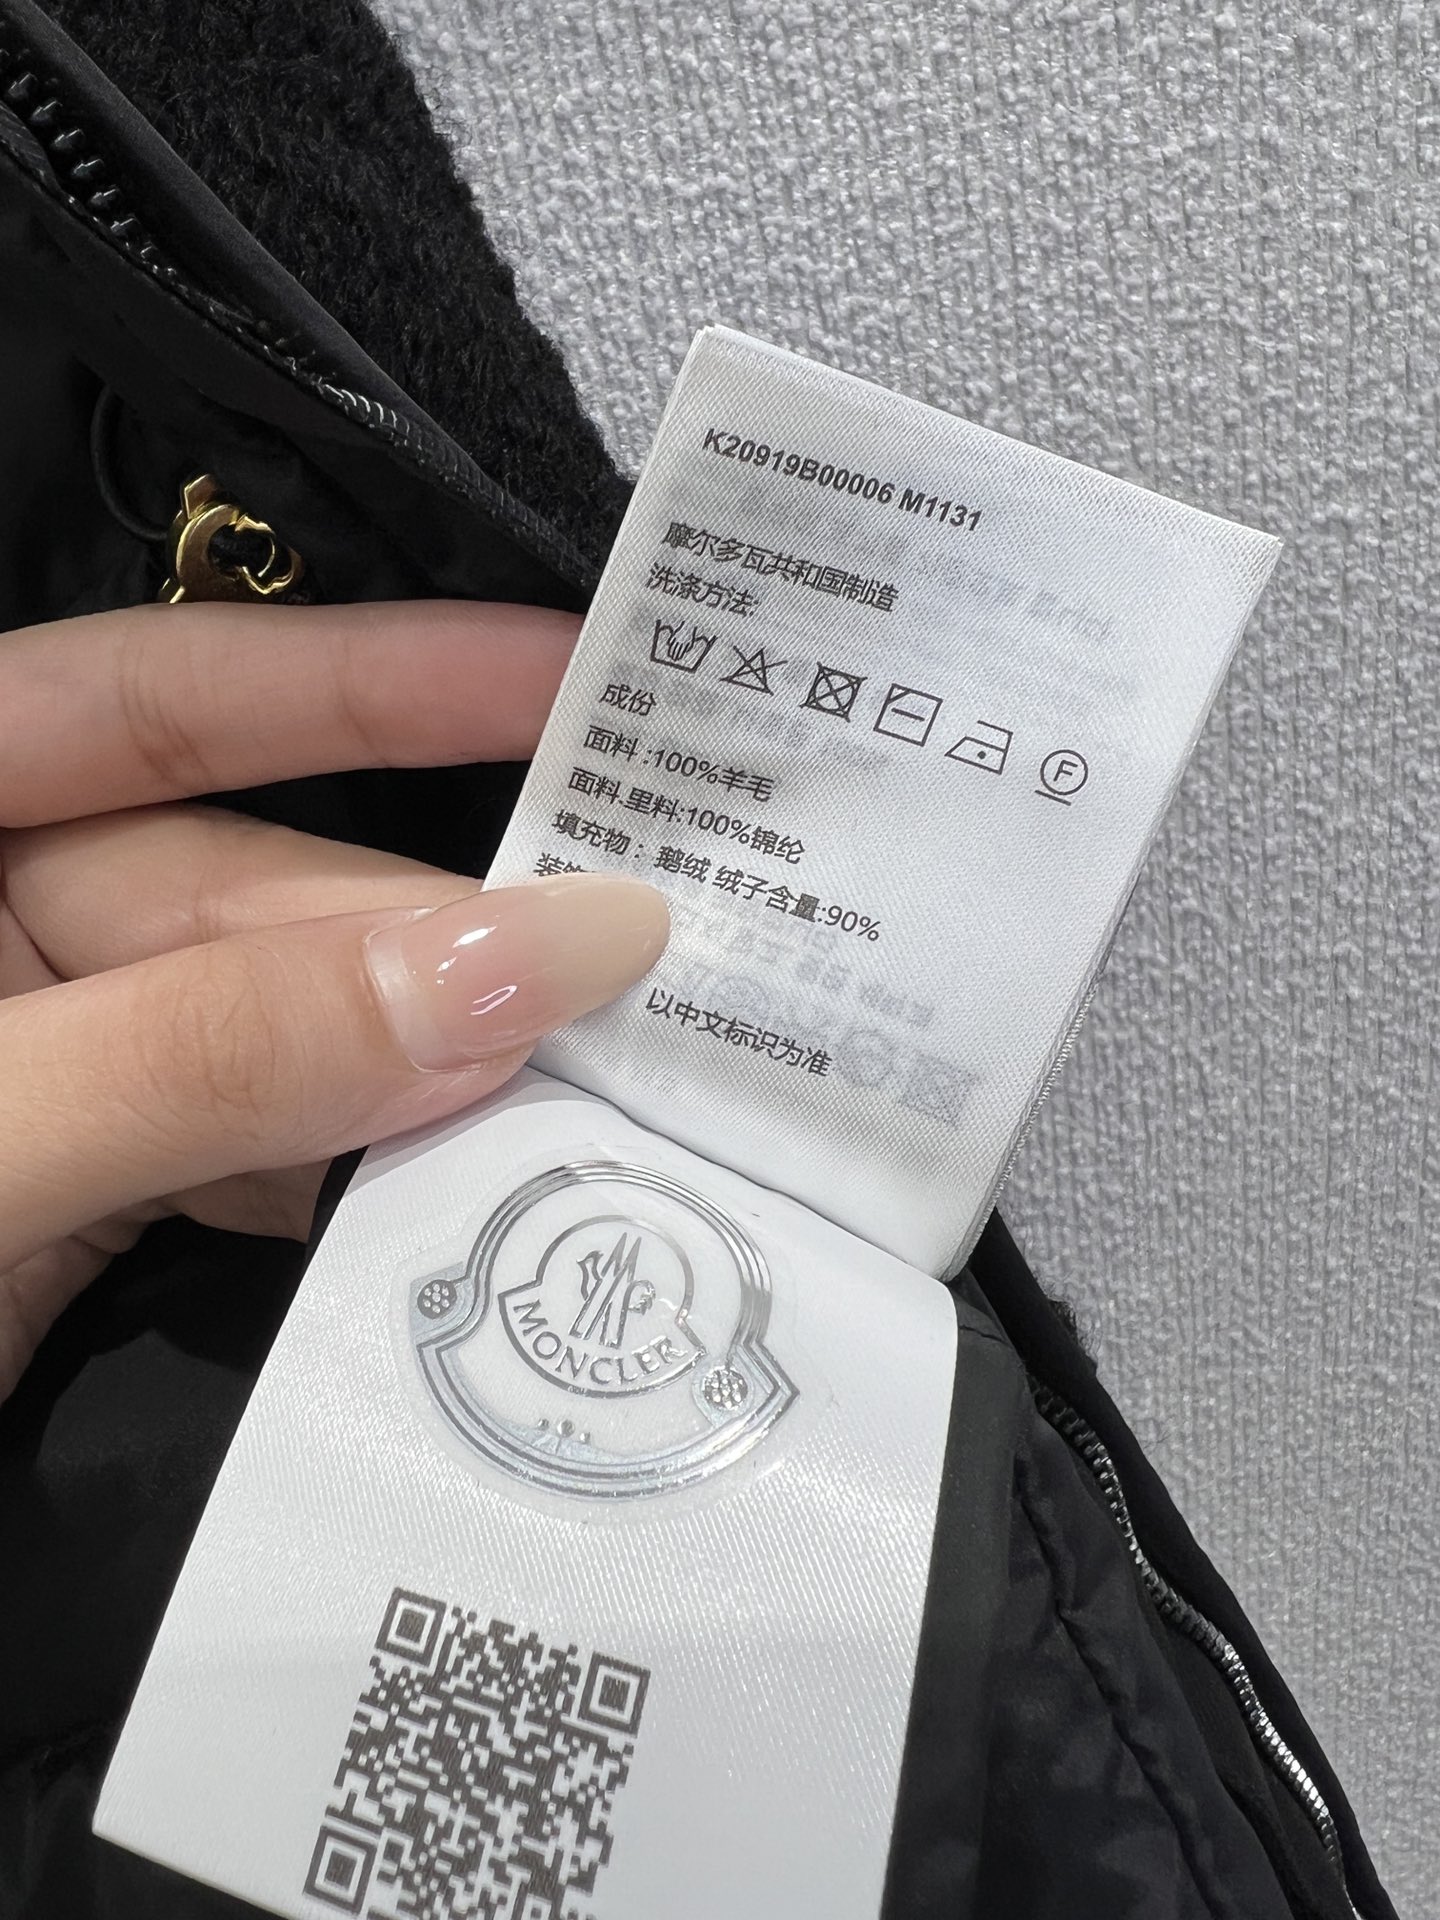 K20919B00006 M1131
摩尔多瓦共和国制造
洗涤方法:
F
成份
面料 :100%羊毛
面料.里料:100%锦纶
填充物： 鹅绒 绒子含量:90%
以中文标识为准
MONCLER